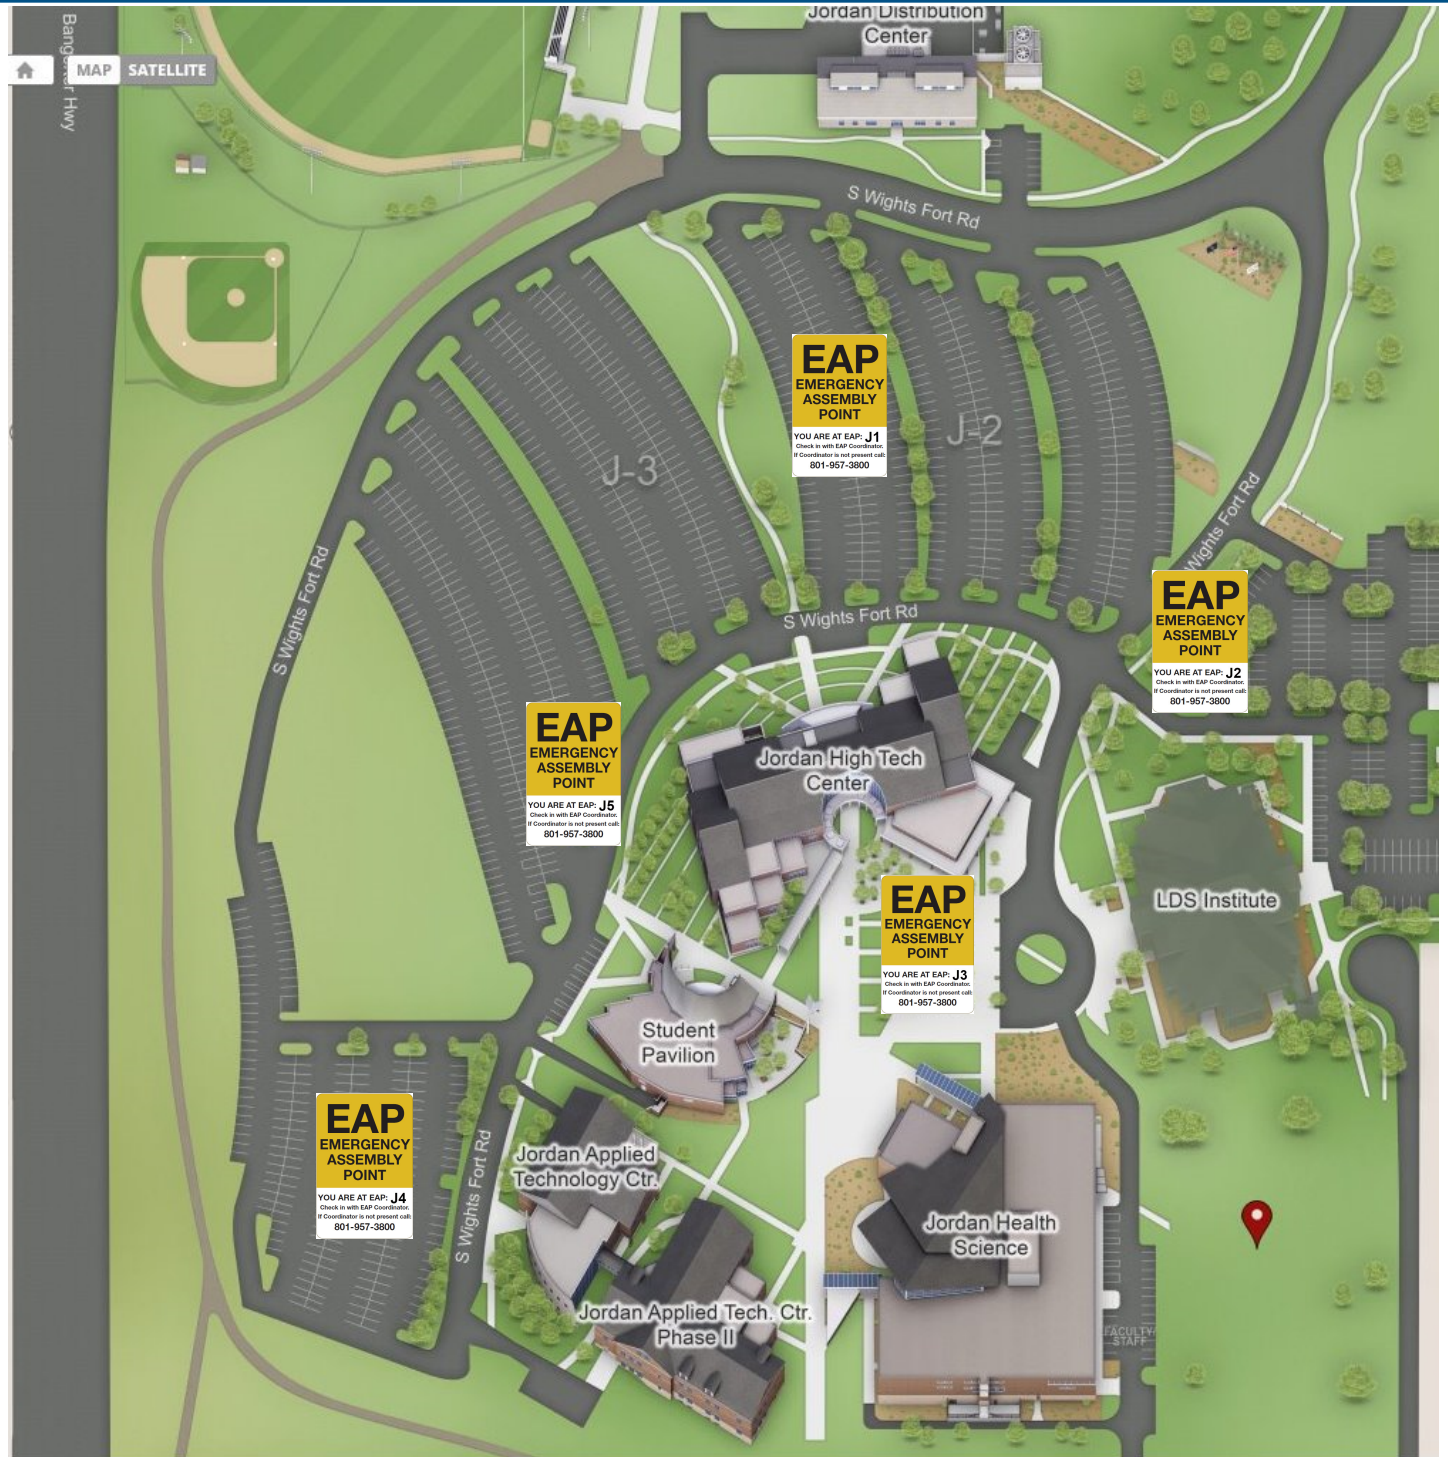 Jordan Distribution
Center
Bangerter Hwy
MAP SATELLITE
S Wights Fort Rd
EAP
EMERGENCY
ASSEMBLY
POINT
YOU ARE AT EAP: J1
Check in with EAP Coordinator.
If Coordinator is not present call:
801-957-3800
J-2
J-3
Wights Fort Rd
S Wights Fort Rd
EAP
EMERGENCY
ASSEMBLY
POINT
YOU ARE AT EAP: J2
Check in with EAP Coordinator.
If Coordinator is not present call:
801-957-3800
S Wights Fort Rd
EAP
EMERGENCY
ASSEMBLY
POINT
YOU ARE AT EAP: J5
Check in with EAP Coordinator.
If Coordinator is not present call:
801-957-3800
Jordan High Tech
Center
EAP
EMERGENCY
ASSEMBLY
POINT
YOU ARE AT EAP: J3
Check in with EAP Coordinator.
If Coordinator is not present call:
801-957-3800
LDS Institute
Student
Pavilion
EAP
EMERGENCY
ASSEMBLY
POINT
YOU ARE AT EAP: J4
Check in with EAP Coordinator.
If Coordinator is not present call:
801-957-3800
S Wights Fort Rd
Jordan Applied
Technology Ctr.
Jordan Health
Science
Jordan Applied Tech. Ctr.
Phase II
FACULTY/
STAFF